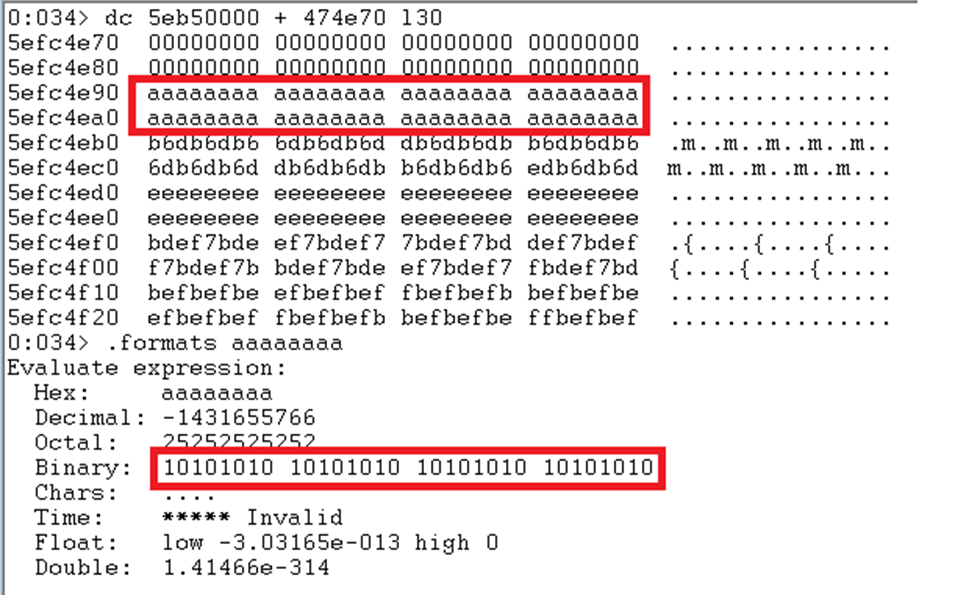 0:034> dc 5eb50000 + 474e70 l30
5efc4e70  00000000 00000000 00000000 00000000  ................
5efc4e80  00000000 00000000 00000000 00000000  ................
5efc4e90  aaaaaaaa aaaaaaaa aaaaaaaa aaaaaaaa  ................
5efc4ea0  aaaaaaaa aaaaaaaa aaaaaaaa aaaaaaaa  ................
5efc4eb0  b6db6db6 6db6db6d db6db6db b6db6db6  .m..m..m..m..m..
5efc4ec0  6db6db6d db6db6db b6db6db6 edb6db6d  m..m..m..m..m...
5efc4ed0  eeeeeeee eeeeeeee eeeeeeee eeeeeeee  ................
5efc4ee0  eeeeeeee eeeeeeee eeeeeeee eeeeeeee  ................
5efc4ef0  bdef7bde ef7bdef7 7bdef7bd def7bdef  .{....{....{....
5efc4f00  f7bdef7b bdef7bde ef7bdef7 fbdef7bd  {....{....{.....
5efc4f10  befbefbe efbefbef fbefbefb befbefbe  ................
5efc4f20  efbefbef fbefbefb befbefbe ffbefbef  ................
0:034> .formats aaaaaaaa
Evaluate expression:
  Hex:     aaaaaaaa
  Decimal: -1431655766
  Octal:   25252525252
  Binary:  10101010 10101010 10101010 10101010
  Chars:   ....
  Time:    ***** Invalid
  Float:   low -3.03165e-013 high 0
  Double:  1.41466e-314